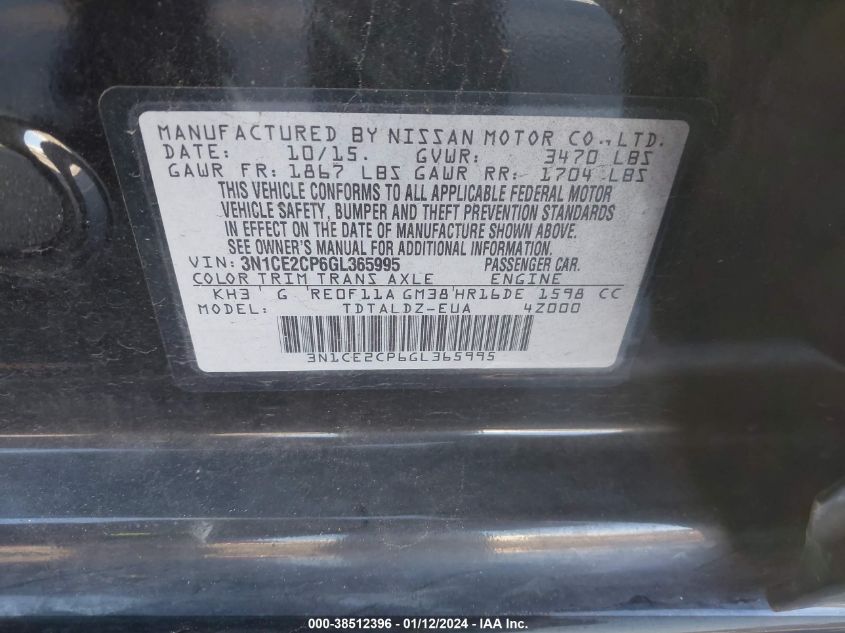 MANUFACTURED BY NISSAN MOTOR CO., LTD.
DATE: 10/15. GVWR: 3470 LBS
GAWR FR: 1867 LBS GAWR RR: 1704 LBS
THIS VEHICLE CONFORMS TO ALL APPLICABLE FEDERAL MOTOR
VEHICLE SAFETY, BUMPER AND THEFT PREVENTION STANDARDS
IN EFFECT ON THE DATE OF MANUFACTURE SHOWN ABOVE.
SEE OWNER'S MANUAL FOR ADDITIONAL INFORMATION.
VIN: 3N1CE2CP6GL365995 PASSENGER CAR.
COLOR TRIM TRANS AXLE ENGINE
KH3 G RE0F11A GM38 HR16DE 1598 CC
MODEL: TDTALDZ-EUA 4Z000
3N1CE2CP6GL365995
000-38512396 - 01/12/2024 - IAA Inc.